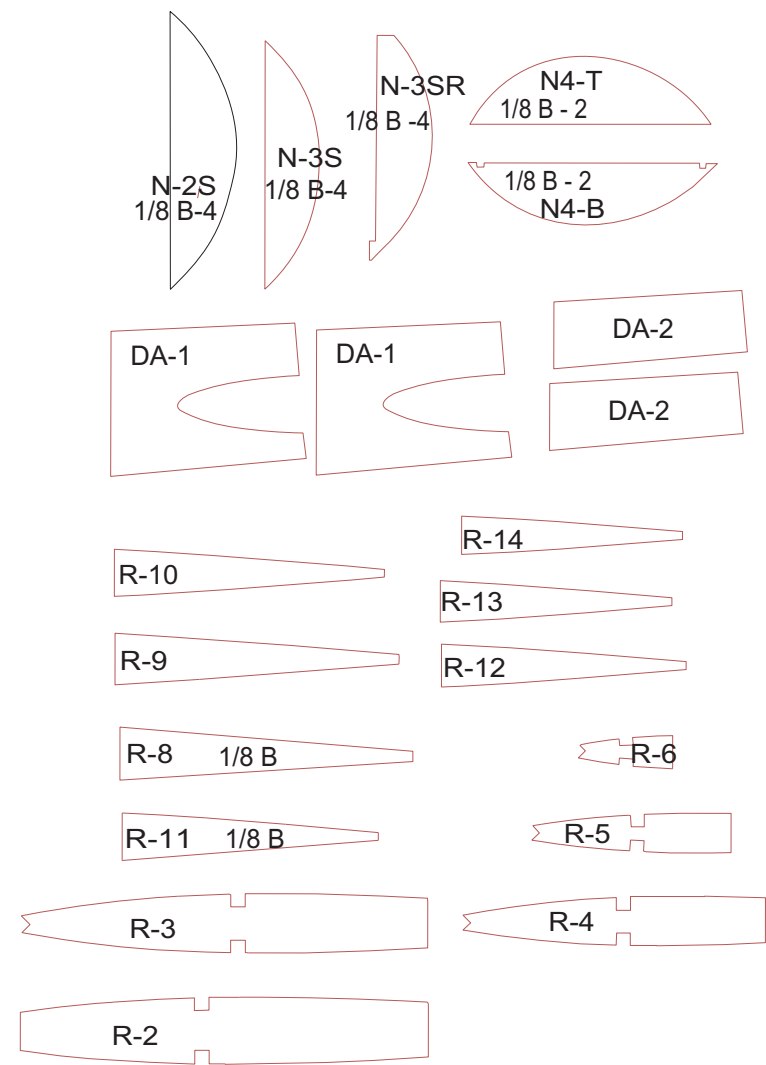 N-2S
1/8 B-4
N-3S
1/8 B-4
N-3SR
1/8 B -4
N4-T
1/8 B - 2
1/8 B - 2
N4-B
DA-1
DA-1
DA-2
DA-2
R-14
R-10
R-13
R-9
R-12
R-8 1/8 B
R-6
R-11 1/8 B
R-5
R-3
R-4
R-2